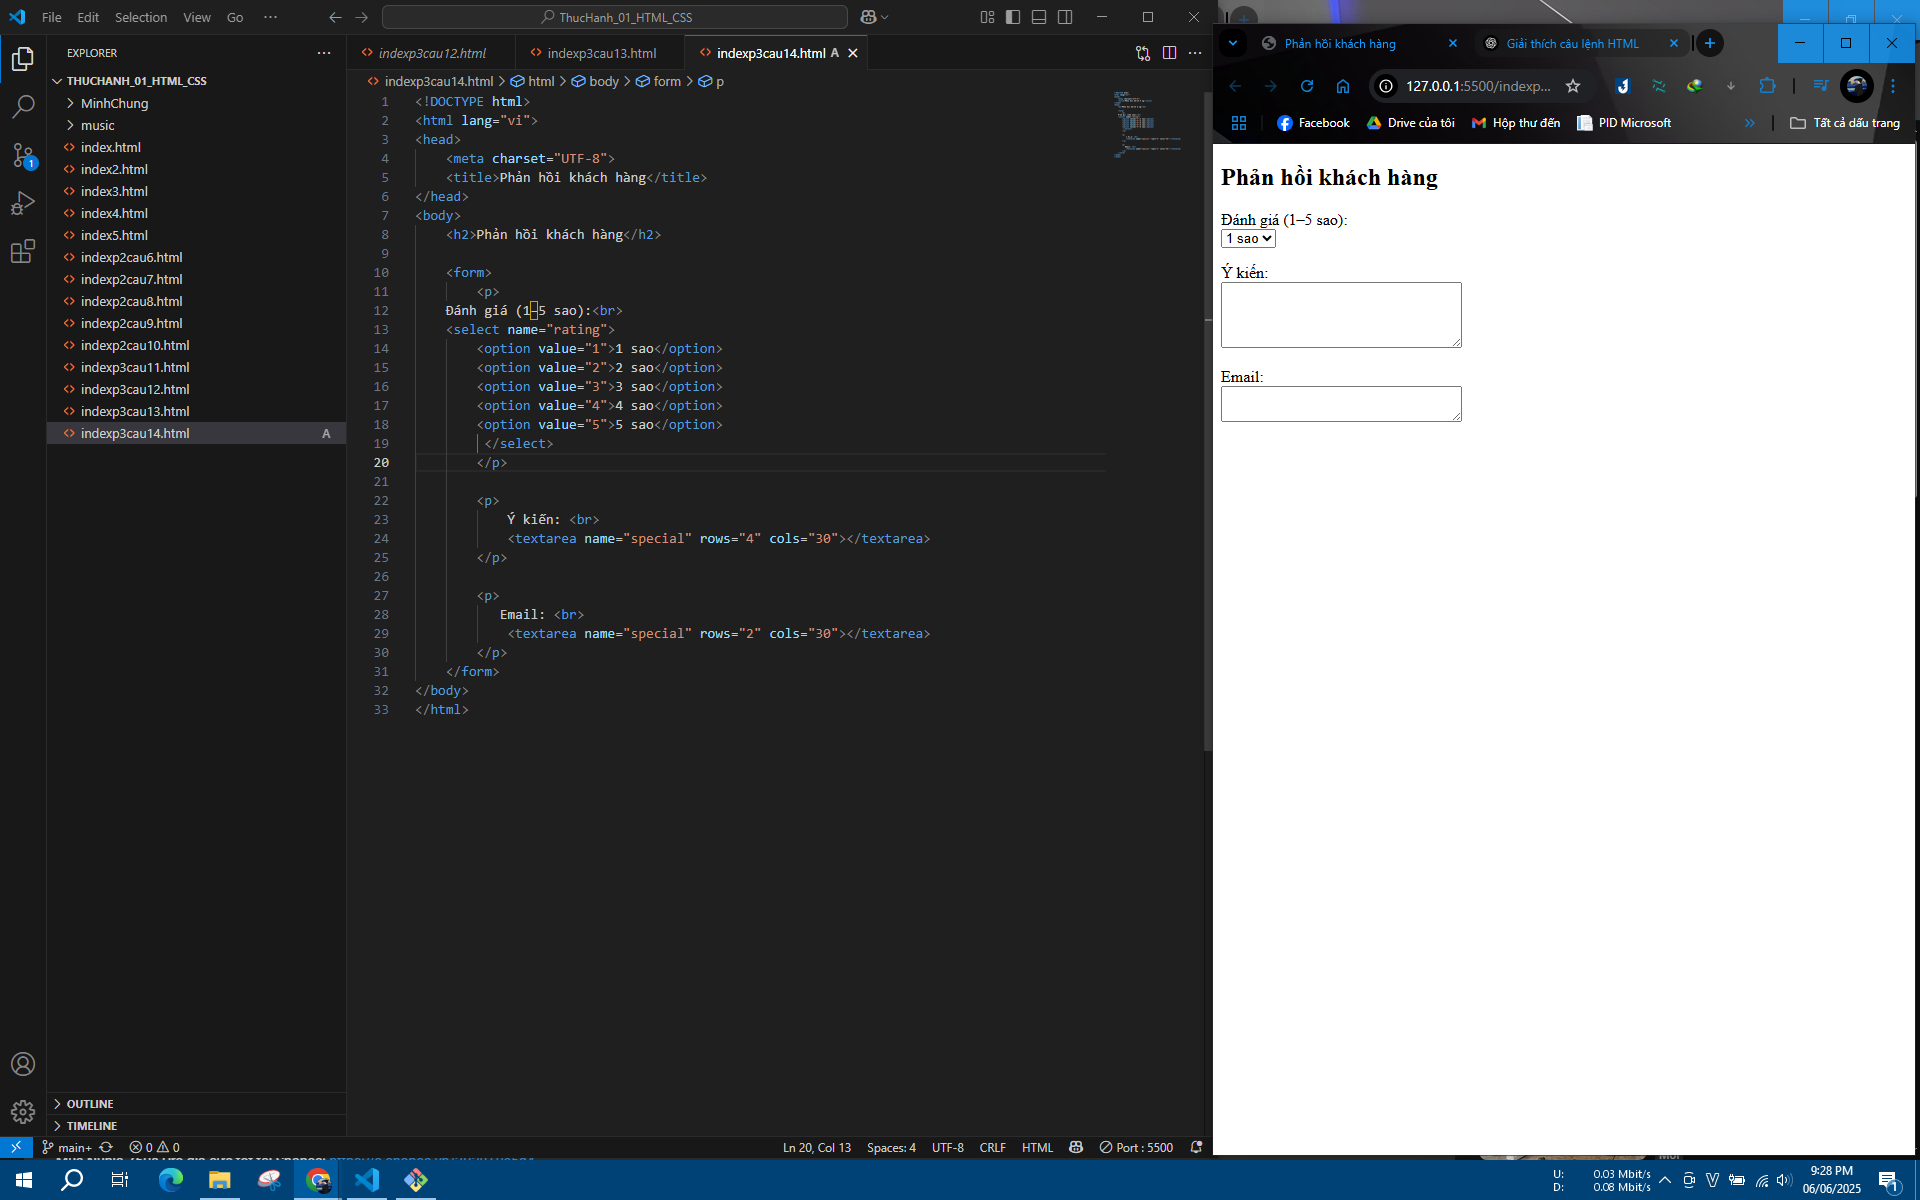 File Edit Selection View Go ··· ThucHanh_01_HTML_CSS
EXPLORER ···
THUCHANH_01_HTML_CSS
MinhChung
music
index.html
index2.html
index3.html
index4.html
index5.html
indexp2cau6.html
indexp2cau7.html
indexp2cau8.html
indexp2cau9.html
indexp2cau10.html
indexp3cau11.html
indexp3cau12.html
indexp3cau13.html
indexp3cau14.html A
OUTLINE
TIMELINE
indexp3cau12.html indexp3cau13.html indexp3cau14.html A
indexp3cau14.html > html > body > form > p
1 <!DOCTYPE html>
2 <html lang="vi">
3 <head>
4 <meta charset="UTF-8">
5 <title>Phản hồi khách hàng</title>
6 </head>
7 <body>
8 <h2>Phản hồi khách hàng</h2>
9
10 <form>
11 <p>
12 Đánh giá (1–5 sao):<br>
13 <select name="rating">
14 <option value="1">1 sao</option>
15 <option value="2">2 sao</option>
16 <option value="3">3 sao</option>
17 <option value="4">4 sao</option>
18 <option value="5">5 sao</option>
19 </select>
20 </p>
21
22 <p>
23 Ý kiến: <br>
24 <textarea name="special" rows="4" cols="30"></textarea>
25 </p>
26
27 <p>
28 Email: <br>
29 <textarea name="special" rows="2" cols="30"></textarea>
30 </p>
31 </form>
32 </body>
33 </html>
main+ 0 0 Ln 20, Col 13 Spaces: 4 UTF-8 CRLF HTML Port : 5500
1
Phản hồi khách hàng Giải thích câu lệnh HTML
127.0.0.1:5500/indexp...
Facebook Drive của tôi Hộp thư đến PID Microsoft Tất cả dấu trang
Phản hồi khách hàng
Đánh giá (1–5 sao):
1 sao
Ý kiến:
Email:
U: 0.03 Mbit/s
D: 0.08 Mbit/s
9:28 PM
06/06/2025
1